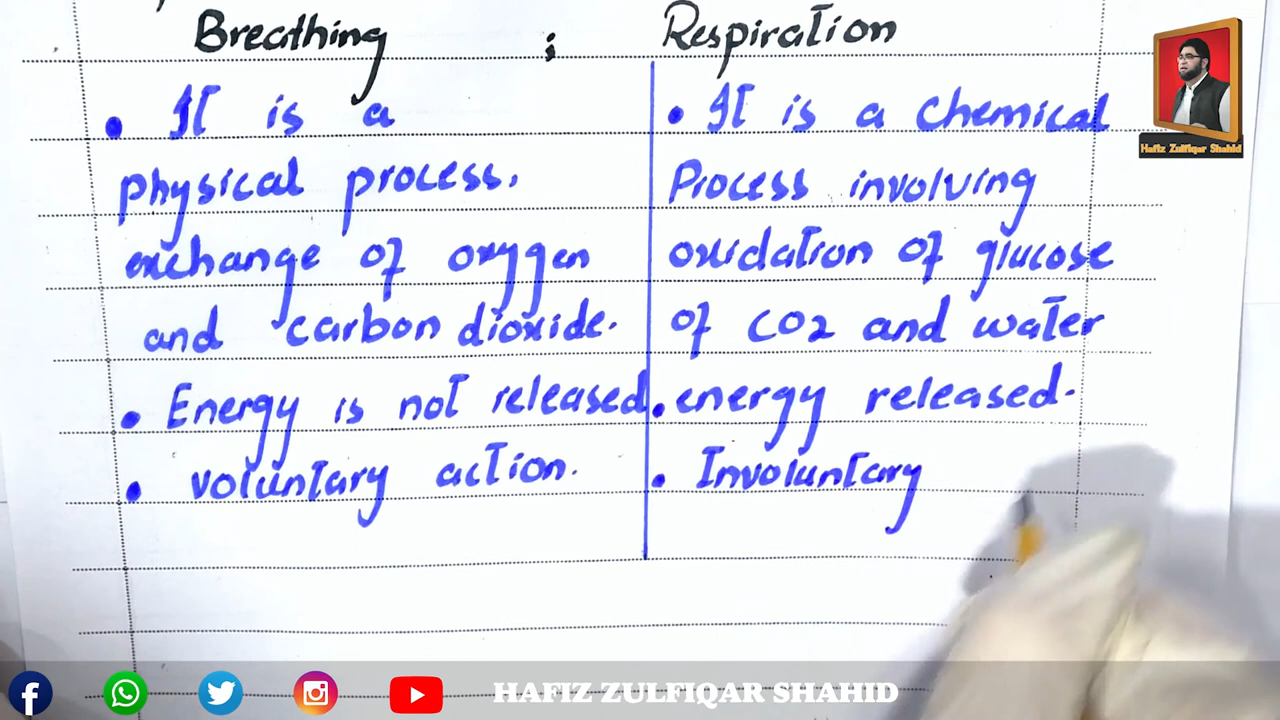 Breathing ; Respiration
• It is a
physical process.
exchange of oxygen
and carbon dioxide.
• Energy is not released
• voluntary action.
• It is a chemical
Process involving
oxidation of glucose
of CO2 and water
• energy released.
• Involuntary
Hafiz Zulfiqar Shahid
HAFIZ ZULFIQAR SHAHID